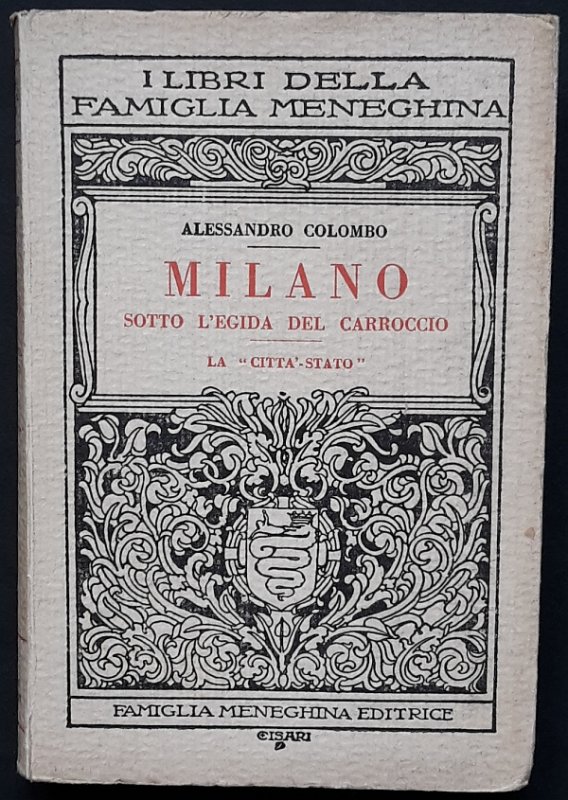 I LIBRI DELLA
FAMIGLIA MENEGHINA
ALESSANDRO COLOMBO
MILANO
SOTTO L'EGIDA DEL CARROCCIO
LA "CITTA'-STATO"
FAMIGLIA MENEGHINA EDITRICE
CISARI